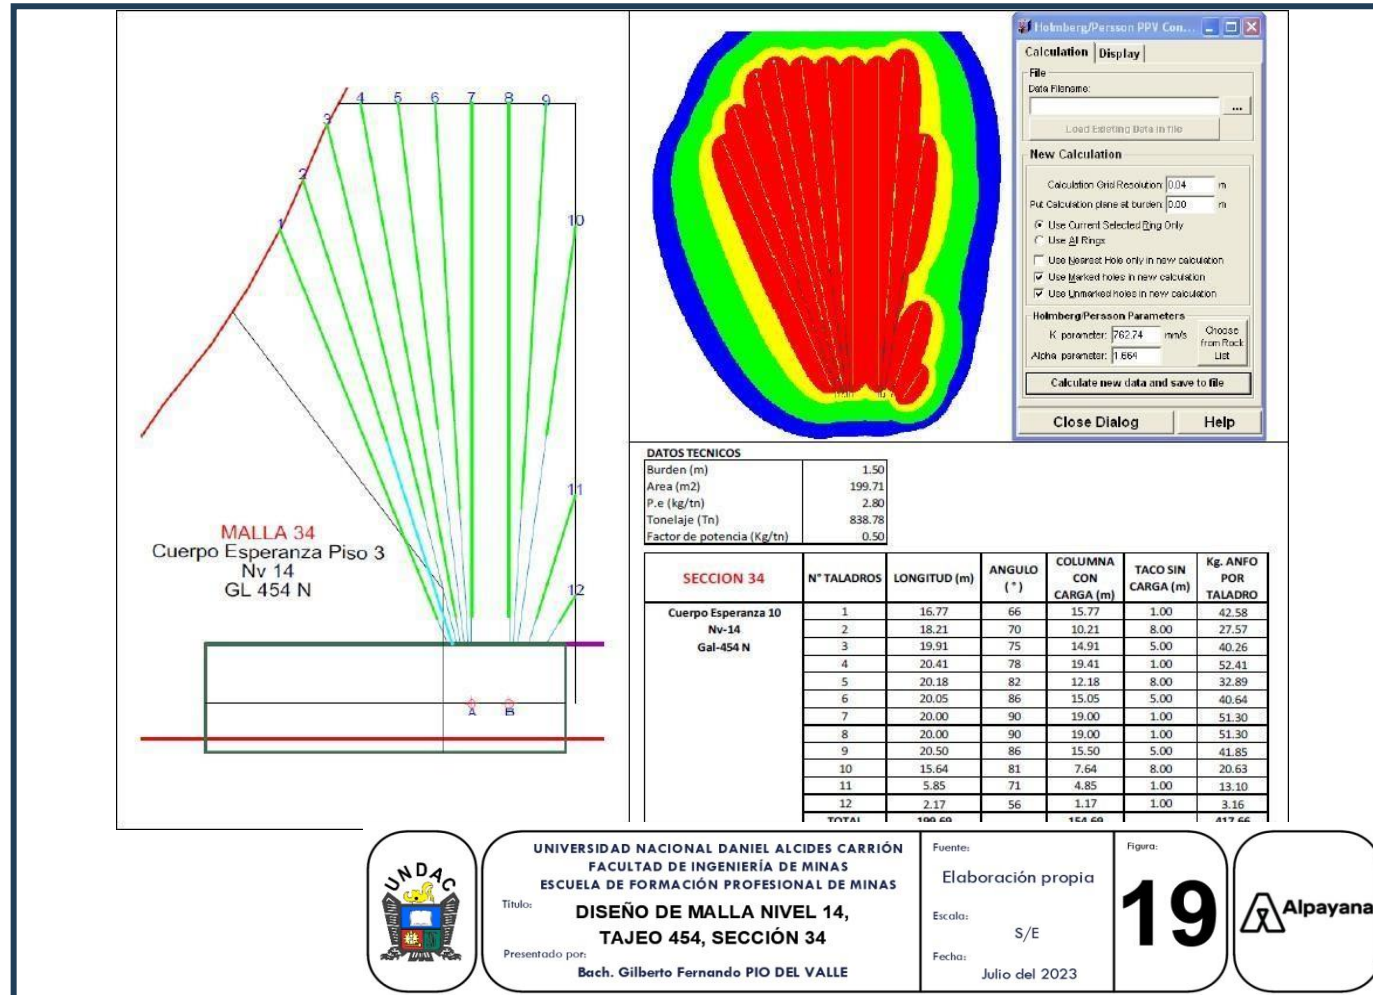 4 5 6 7 8 9
3
2
1
10
11
12
MALLA 34
Cuerpo Esperanza Piso 3
Nv 14
GL 454 N
A B
Holmberg/Persson PPV Con...
Calculation Display
File
Data Filename:
...
Load Existing Data in file
New Calculation
Calculation Grid Resolution: 0.04 m
Put Calculation plane at burden: 0.00 m
Use Current Selected Ring Only
Use All Rings
Use Nearest Hole only in new calculation
Use Marked holes in new calculation
Use Unmarked holes in new calculation
Holmberg/Persson Parameters
K parameter: 762.74 mm/s
Alpha parameter: 1.664
Choose
from Rock
List
Calculate new data and save to file
Close Dialog Help
DATOS TECNICOS
Burden (m) 1.50
Area (m2) 199.71
P.e (kg/tn) 2.80
Tonelaje (Tn) 838.78
Factor de potencia (Kg/tn) 0.50
SECCION 34 N° TALADROS LONGITUD (m) ANGULO (°) COLUMNA CON CARGA (m) TACO SIN CARGA (m) Kg. ANFO POR TALADRO
Cuerpo Esperanza 10 1 16.77 66 15.77 1.00 42.58
Nv-14 2 18.21 70 10.21 8.00 27.57
Gal-454 N 3 19.91 75 14.91 5.00 40.26
4 20.41 78 19.41 1.00 52.41
5 20.18 82 12.18 8.00 32.89
6 20.05 86 15.05 5.00 40.64
7 20.00 90 19.00 1.00 51.30
8 20.00 90 19.00 1.00 51.30
9 20.50 86 15.50 5.00 41.85
10 15.64 81 7.64 8.00 20.63
11 5.85 71 4.85 1.00 13.10
12 2.17 56 1.17 1.00 3.16
TOTAL 199.69 154.69 417.66
UNDAC
UNIVERSIDAD NACIONAL DANIEL ALCIDES CARRIÓN
FACULTAD DE INGENIERÍA DE MINAS
ESCUELA DE FORMACIÓN PROFESIONAL DE MINAS
Título:
DISEÑO DE MALLA NIVEL 14,
TAJEO 454, SECCIÓN 34
Presentado por:
Bach. Gilberto Fernando PIO DEL VALLE
Fuente:
Elaboración propia
Escala:
S/E
Fecha:
Julio del 2023
Figura:
19
Alpayana